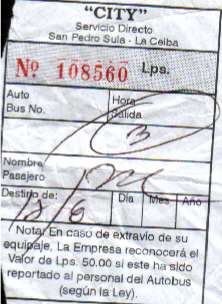 "CITY"
Servicio Directo
San Pedro Sula - La Ceiba
Nº 108560 Lps.
Auto Hora
Bus No. Salida
3
Nombre
Pasajero
Destino de: Día Mes Año
Nota: En caso de extravío de su
equipaje, La Empresa reconocerá el
Valor de Lps. 50.00 si este ha sido
reportado al personal del Autobus
(según la Ley).